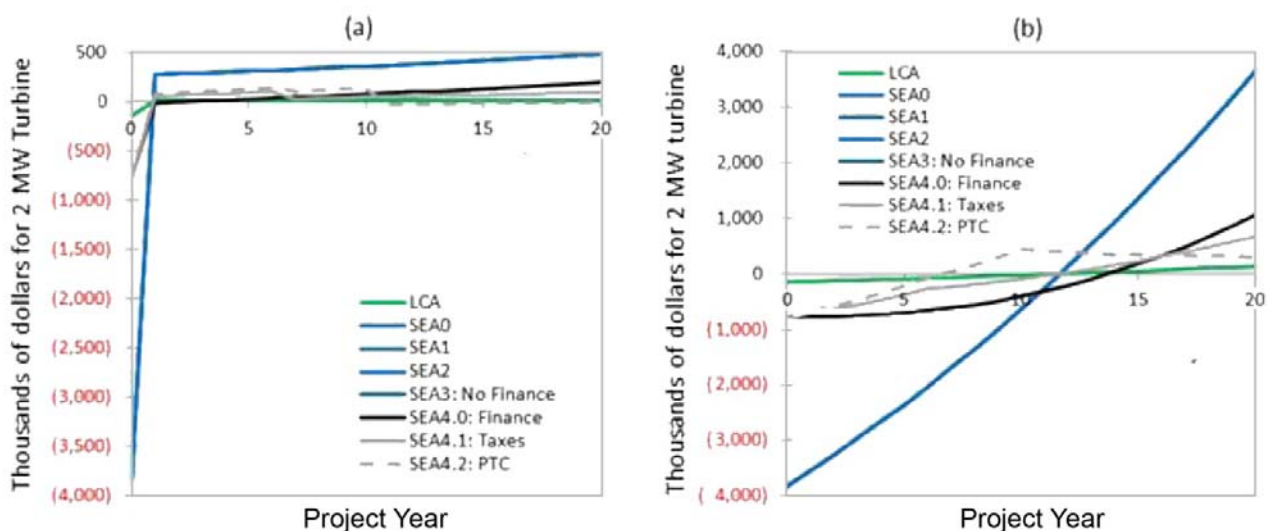 (a)
Thousands of dollars for 2 MW Turbine
500
0
(500)
(1,000)
(1,500)
(2,000)
(2,500)
(3,000)
(3,500)
(4,000)
0 5 10 15 20
LCA
SEA0
SEA1
SEA2
SEA3: No Finance
SEA4.0: Finance
SEA4.1: Taxes
SEA4.2: PTC
Project Year
(b)
Thousands of dollars for 2 MW turbine
4,000
3,000
2,000
1,000
0
(1,000)
(2,000)
(3,000)
( 4,000)
0 5 10 15 20
LCA
SEA0
SEA1
SEA2
SEA3: No Finance
SEA4.0: Finance
SEA4.1: Taxes
SEA4.2: PTC
Project Year